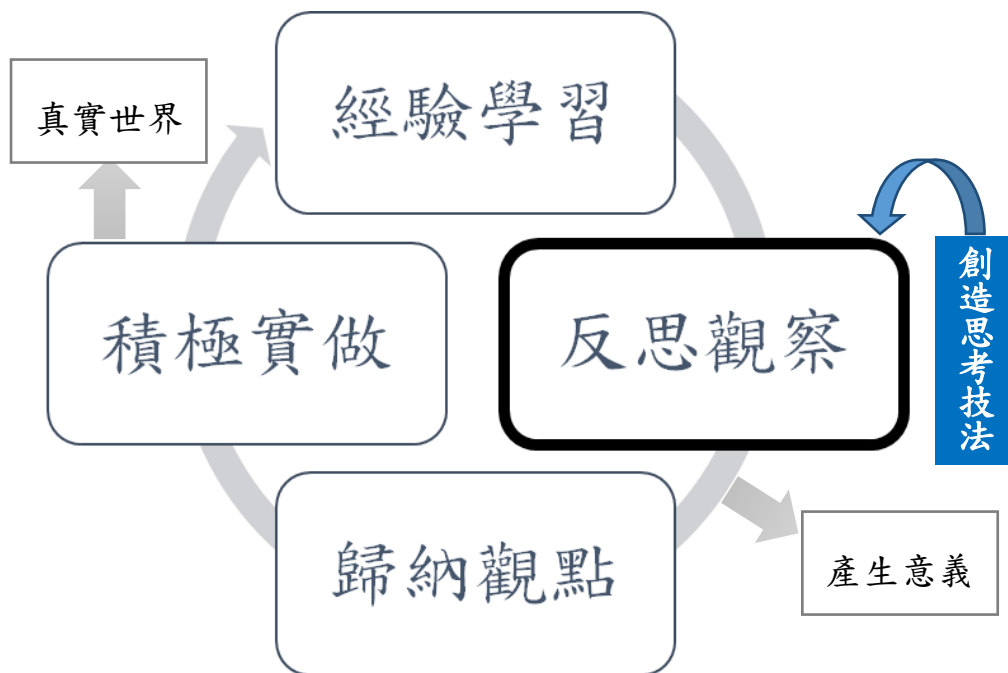 經驗學習
真實世界
積極實做
反思觀察
創造思考技法
歸納觀點
產生意義